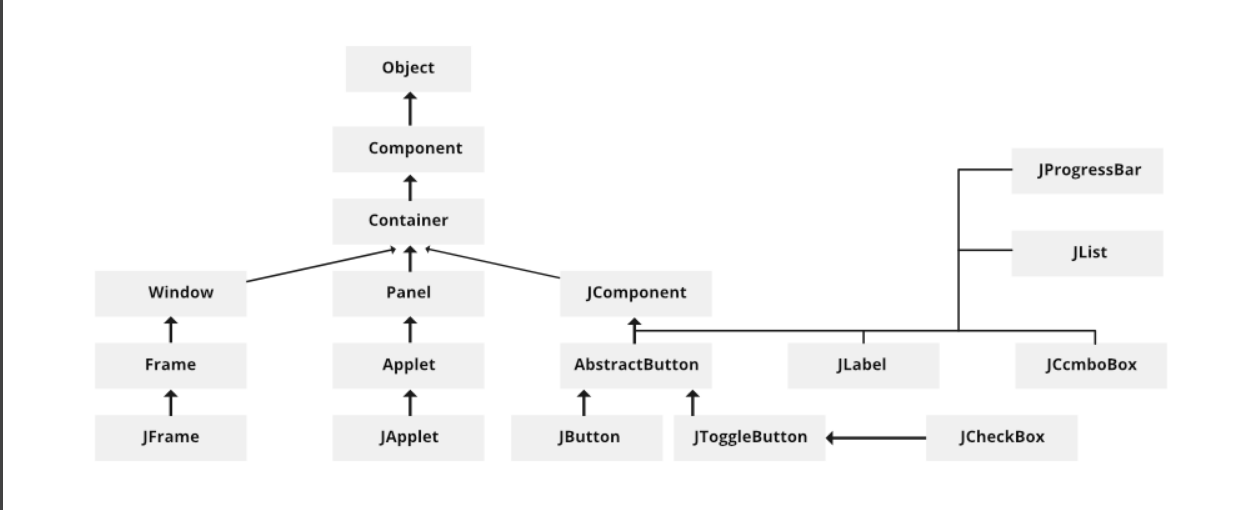 Object
Component
JProgressBar
Container
JList
Window
Panel
JComponent
Frame
Applet
AbstractButton
JLabel
JCcmboBox
JFrame
JApplet
JButton
JToggleButton
JCheckBox